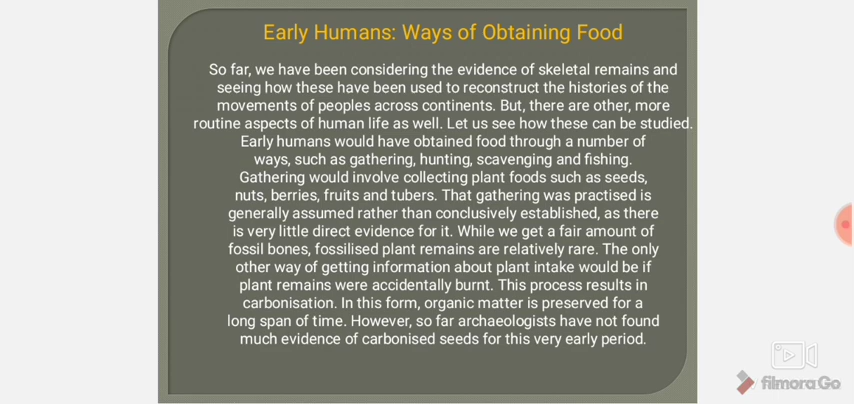 Early Humans: Ways of Obtaining Food
So far, we have been considering the evidence of skeletal remains and
seeing how these have been used to reconstruct the histories of the
movements of peoples across continents. But, there are other, more
routine aspects of human life as well. Let us see how these can be studied.
Early humans would have obtained food through a number of
ways, such as gathering, hunting, scavenging and fishing.
Gathering would involve collecting plant foods such as seeds,
nuts, berries, fruits and tubers. That gathering was practised is
generally assumed rather than conclusively established, as there
is very little direct evidence for it. While we get a fair amount of
fossil bones, fossilised plant remains are relatively rare. The only
other way of getting information about plant intake would be if
plant remains were accidentally burnt. This process results in
carbonisation. In this form, organic matter is preserved for a
long span of time. However, so far archaeologists have not found
much evidence of carbonised seeds for this very early period.
filmora Go